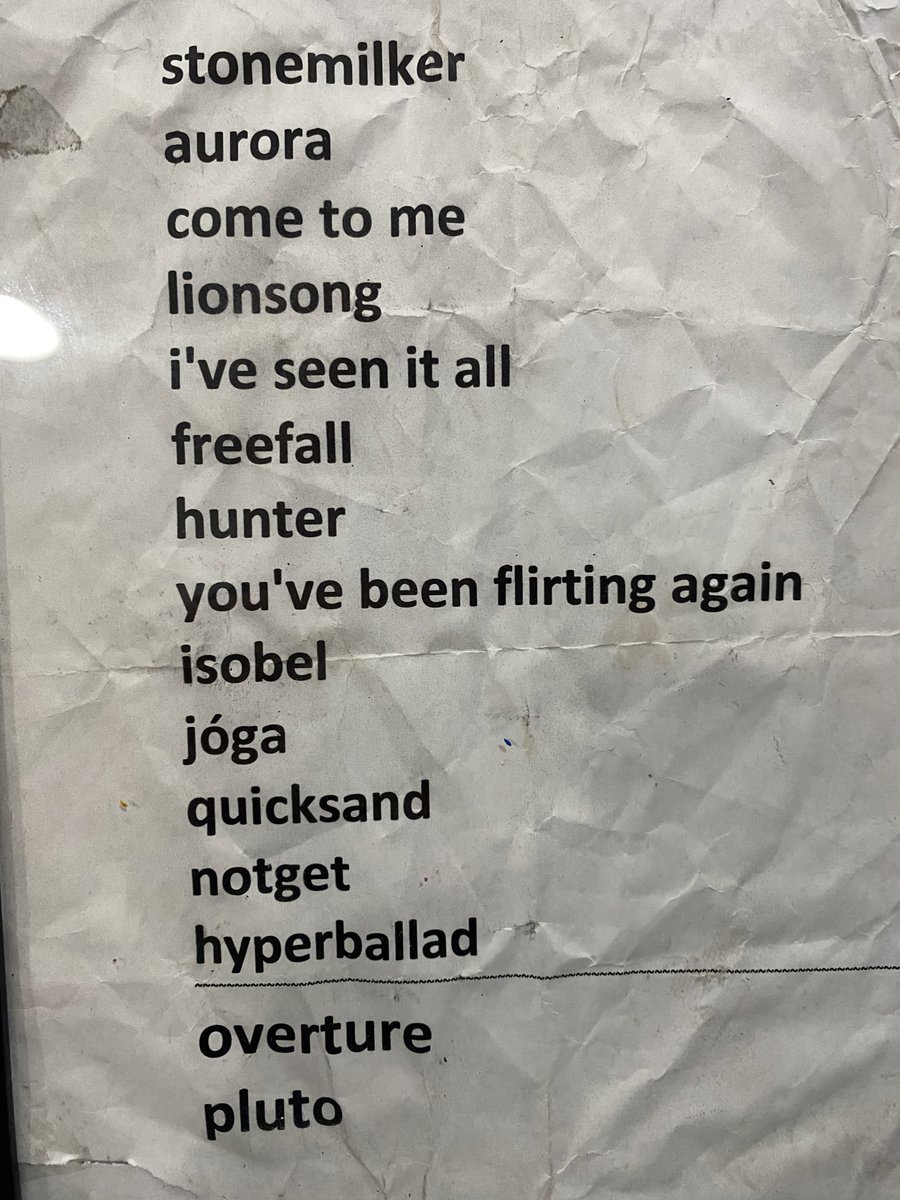 stonemilker
aurora
come to me
lionsong
i've seen it all
freefall
hunter
you've been flirting again
isobel
jóga
quicksand
notget
hyperballad
overture
pluto